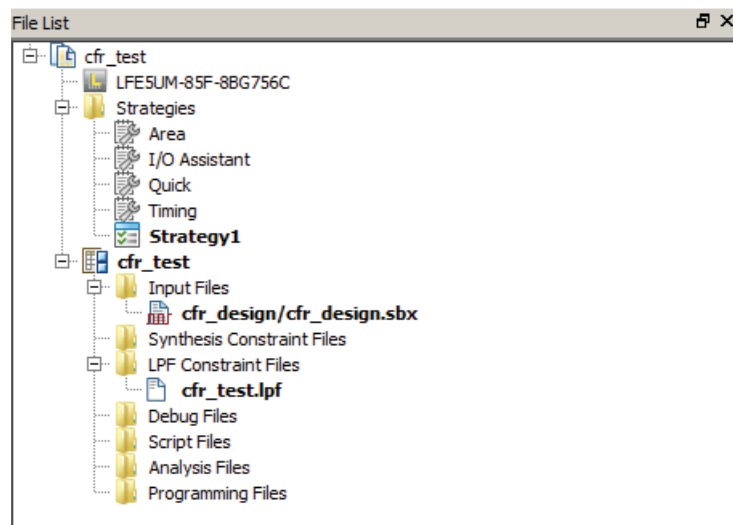 File List
cfr_test
LFE5UM-85F-8BG756C
Strategies
Area
I/O Assistant
Quick
Timing
Strategy1
cfr_test
Input Files
cfr_design/cfr_design.sbx
Synthesis Constraint Files
LPF Constraint Files
cfr_test.lpf
Debug Files
Script Files
Analysis Files
Programming Files